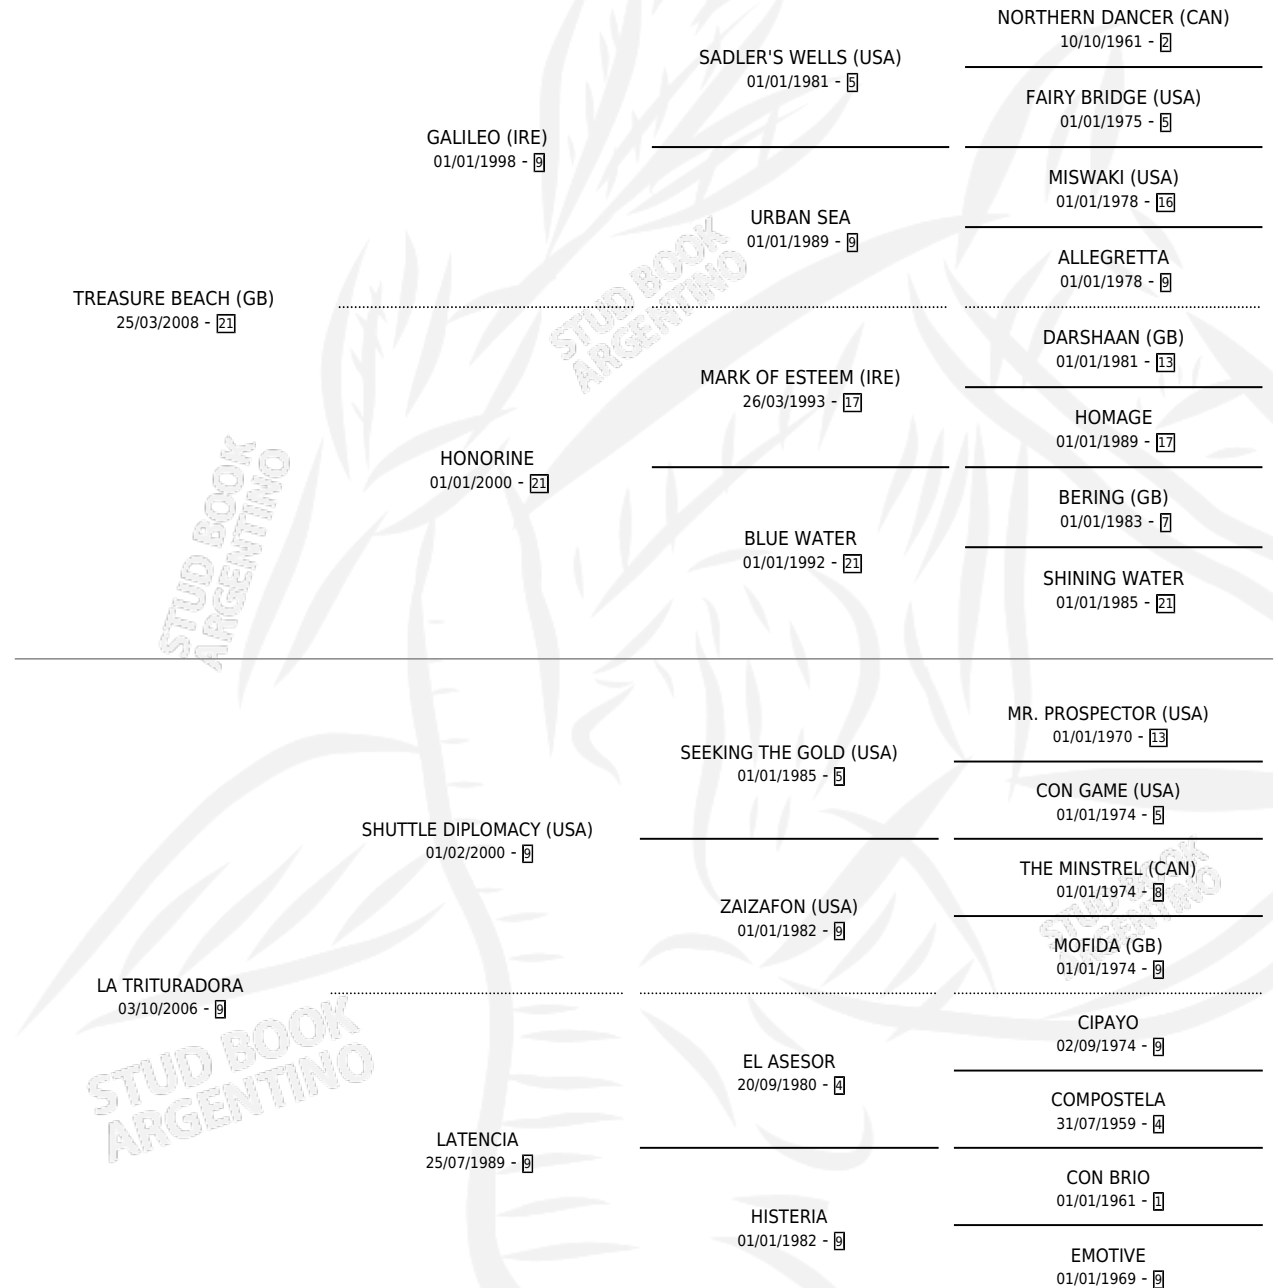 NORTHERN DANCER (CAN)
10/10/1961 - 2
SADLER'S WELLS (USA)
01/01/1981 - 5
FAIRY BRIDGE (USA)
01/01/1975 - 5
GALILEO (IRE)
01/01/1998 - 9
MISWAKI (USA)
01/01/1978 - 16
URBAN SEA
01/01/1989 - 9
ALLEGRETTA
01/01/1978 - 9
TREASURE BEACH (GB)
25/03/2008 - 21
DARSHAAN (GB)
01/01/1981 - 13
MARK OF ESTEEM (IRE)
26/03/1993 - 17
HOMAGE
01/01/1989 - 17
HONORINE
01/01/2000 - 21
BERING (GB)
01/01/1983 - 7
BLUE WATER
01/01/1992 - 21
SHINING WATER
01/01/1985 - 21
STUD BOOK
ARGENTINO
STUD BOOK
ARGENTINO
MR. PROSPECTOR (USA)
01/01/1970 - 13
SEEKING THE GOLD (USA)
01/01/1985 - 5
CON GAME (USA)
01/01/1974 - 5
SHUTTLE DIPLOMACY (USA)
01/02/2000 - 9
THE MINSTREL (CAN)
01/01/1974 - 8
ZAIZAFON (USA)
01/01/1982 - 9
MOFIDA (GB)
01/01/1974 - 9
LA TRITURADORA
03/10/2006 - 9
CIPAYO
02/09/1974 - 9
EL ASESOR
20/09/1980 - 4
COMPOSTELA
31/07/1959 - 4
LATENCIA
25/07/1989 - 9
CON BRIO
01/01/1961 - 1
HISTERIA
01/01/1982 - 9
EMOTIVE
01/01/1969 - 9
STUD BOOK
ARGENTINO
STUD BOOK
ARGENTINO